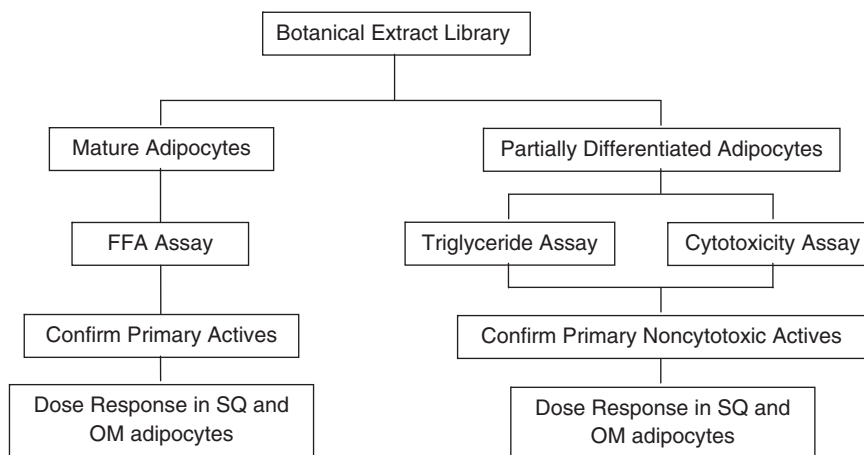 Botanical Extract Library
Mature Adipocytes
Partially Differentiated Adipocytes
FFA Assay
Triglyceride Assay
Cytotoxicity Assay
Confirm Primary Actives
Confirm Primary Noncytotoxic Actives
Dose Response in SQ and
OM adipocytes
Dose Response in SQ and
OM adipocytes